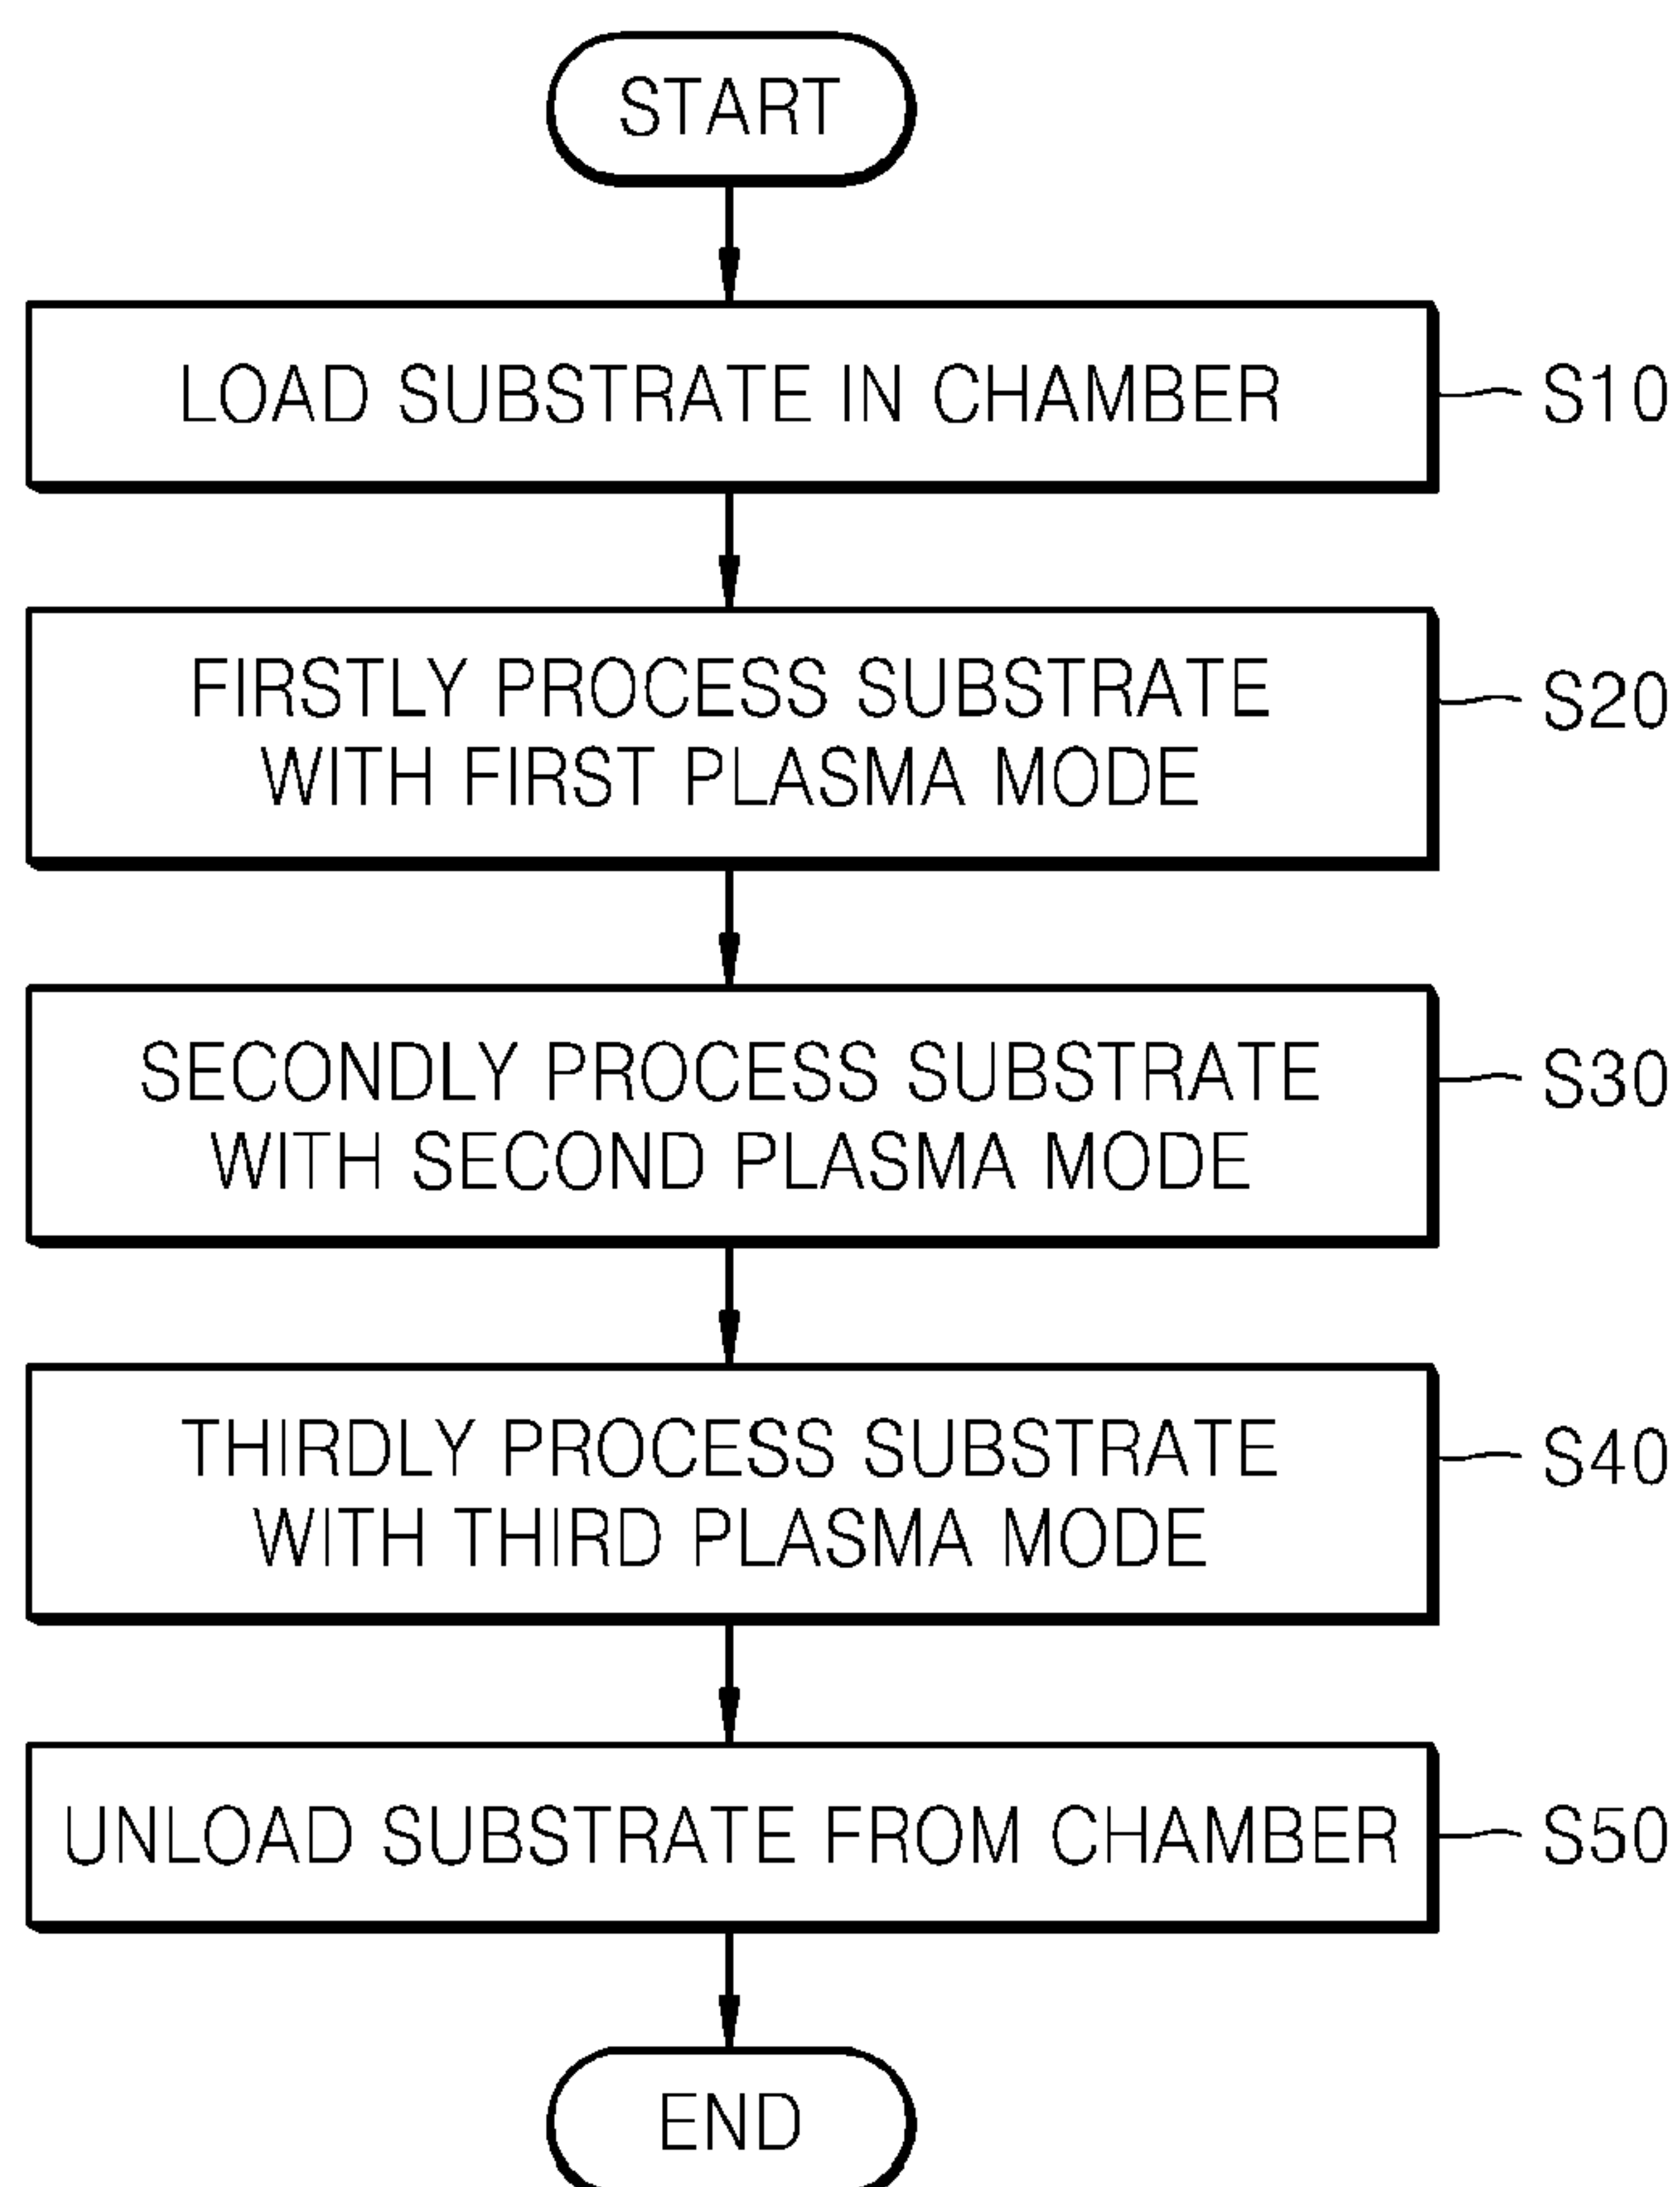 START
LOAD SUBSTRATE IN CHAMBER
S10
FIRSTLY PROCESS SUBSTRATE
WITH FIRST PLASMA MODE
S20
SECONDLY PROCESS SUBSTRATE
WITH SECOND PLASMA MODE
S30
THIRDLY PROCESS SUBSTRATE
WITH THIRD PLASMA MODE
S40
UNLOAD SUBSTRATE FROM CHAMBER
S50
END